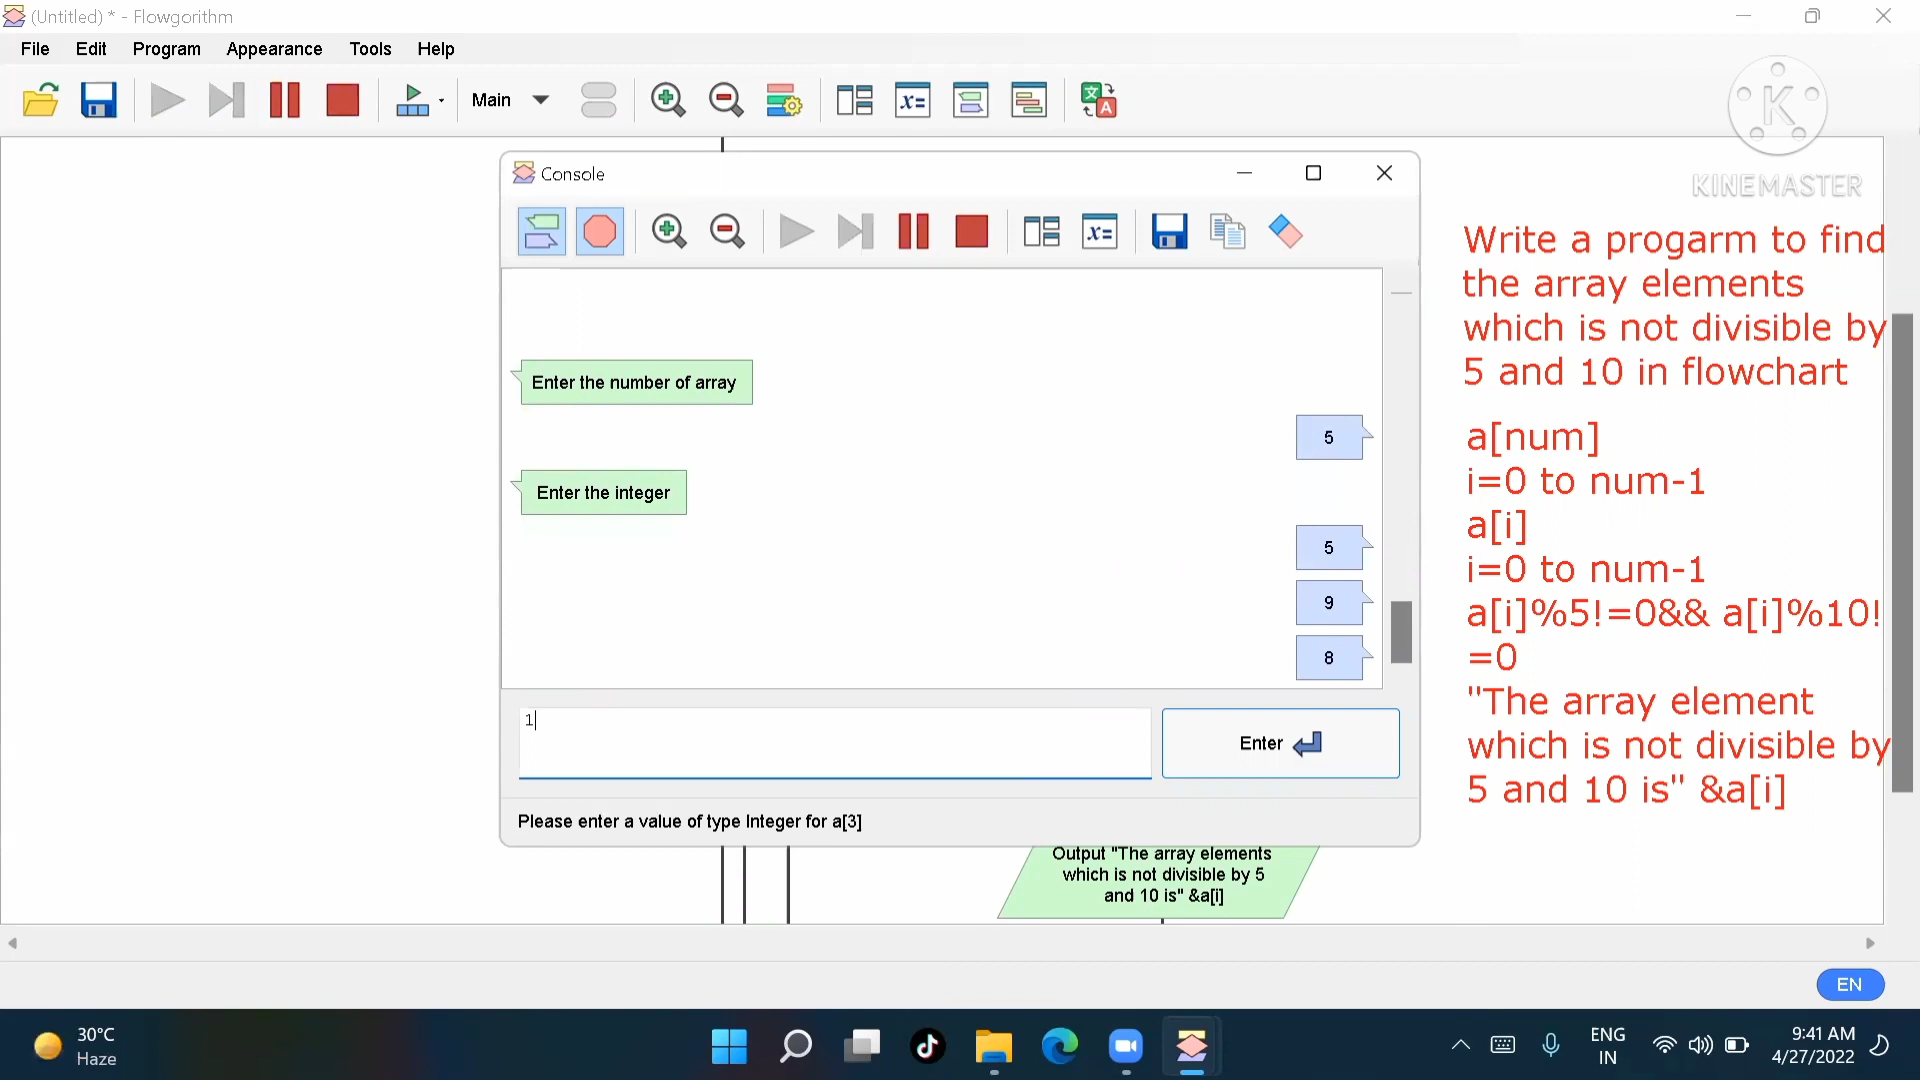 (Untitled) * - Flowgorithm
File Edit Program Appearance Tools Help
Main
x=
K
KINEMASTER
Console
x=
Enter the number of array
5
Enter the integer
5
9
8
1
Enter
Please enter a value of type Integer for a[3]
Output "The array elements
which is not divisible by 5
and 10 is" &a[i]
Write a progarm to find
the array elements
which is not divisible by
5 and 10 in flowchart
a[num]
i=0 to num-1
a[i]
i=0 to num-1
a[i]%5!=0&& a[i]%10!
=0
"The array element
which is not divisible by
5 and 10 is" &a[i]
EN
30°C
Haze
ENG
IN
9:41 AM
4/27/2022